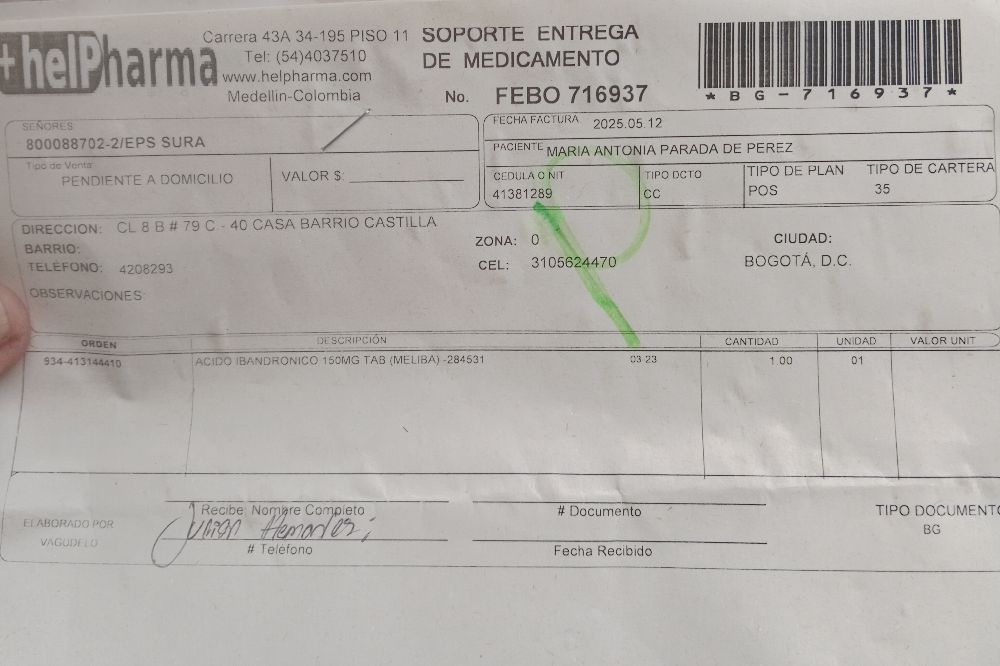 +helPharma
Carrera 43A 34-195 PISO 11
Tel: (54)4037510
www.helpharma.com
Medellin-Colombia
SOPORTE ENTREGA
DE MEDICAMENTO
No. FEBO 716937
*BG-716937*
SEÑORES
800088702-2/EPS SURA
Tipo de Venta:
PENDIENTE A DOMICILIO
VALOR $:
FECHA FACTURA 2025.05.12
PACIENTE MARIA ANTONIA PARADA DE PEREZ
CEDULA O NIT
41381289
TIPO DCTO
CC
TIPO DE PLAN
POS
TIPO DE CARTERA
35
DIRECCION: CL 8 B # 79 C - 40 CASA BARRIO CASTILLA
BARRIO:
TELÉFONO: 4208293
OBSERVACIONES:
ZONA: 0
CEL: 3105624470
CIUDAD:
BOGOTÁ, D.C.
ORDEN DESCRIPCIÓN CANTIDAD UNIDAD VALOR UNIT
934-413144410 ACIDO IBANDRONICO 150MG TAB (MELIBA) -284531 03-23 1.00 01
ELABORADO POR
VAGUDELO
Recibe: Nombre Completo
# Teléfono
# Documento
Fecha Recibido
TIPO DOCUMENTO
BG